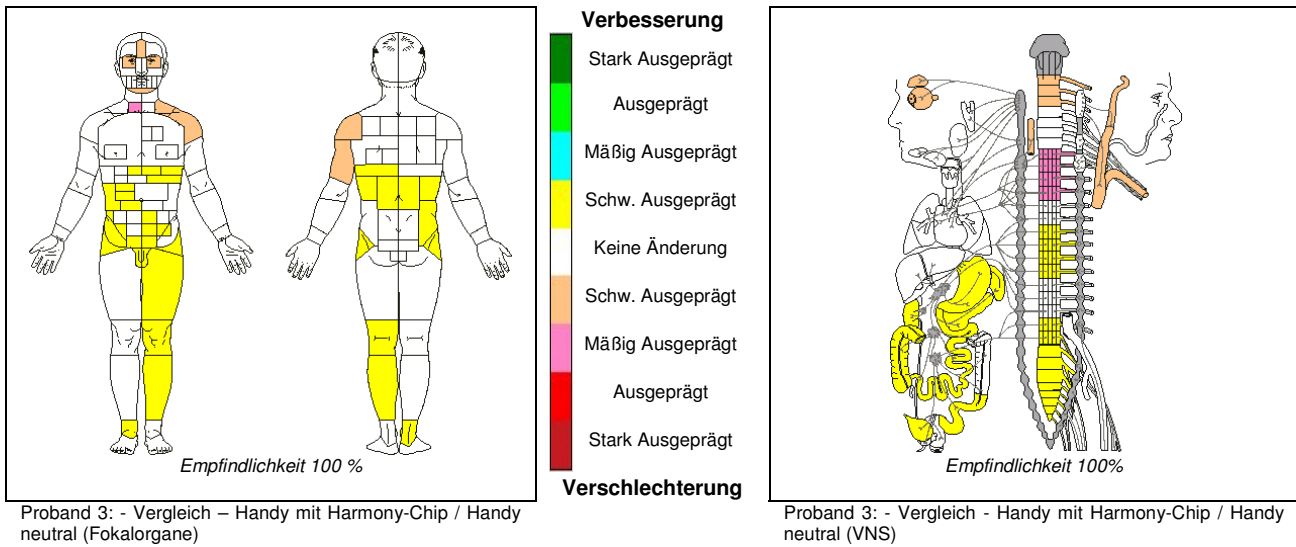 Empfindlichkeit 100 %
Proband 3: - Vergleich – Handy mit Harmony-Chip / Handy
neutral (Fokalorgane)
Verbesserung
Stark Ausgeprägt
Ausgeprägt
Mäßig Ausgeprägt
Schw. Ausgeprägt
Keine Änderung
Schw. Ausgeprägt
Mäßig Ausgeprägt
Ausgeprägt
Stark Ausgeprägt
Verschlechterung
Empfindlichkeit 100%
Proband 3: - Vergleich - Handy mit Harmony-Chip / Handy
neutral (VNS)